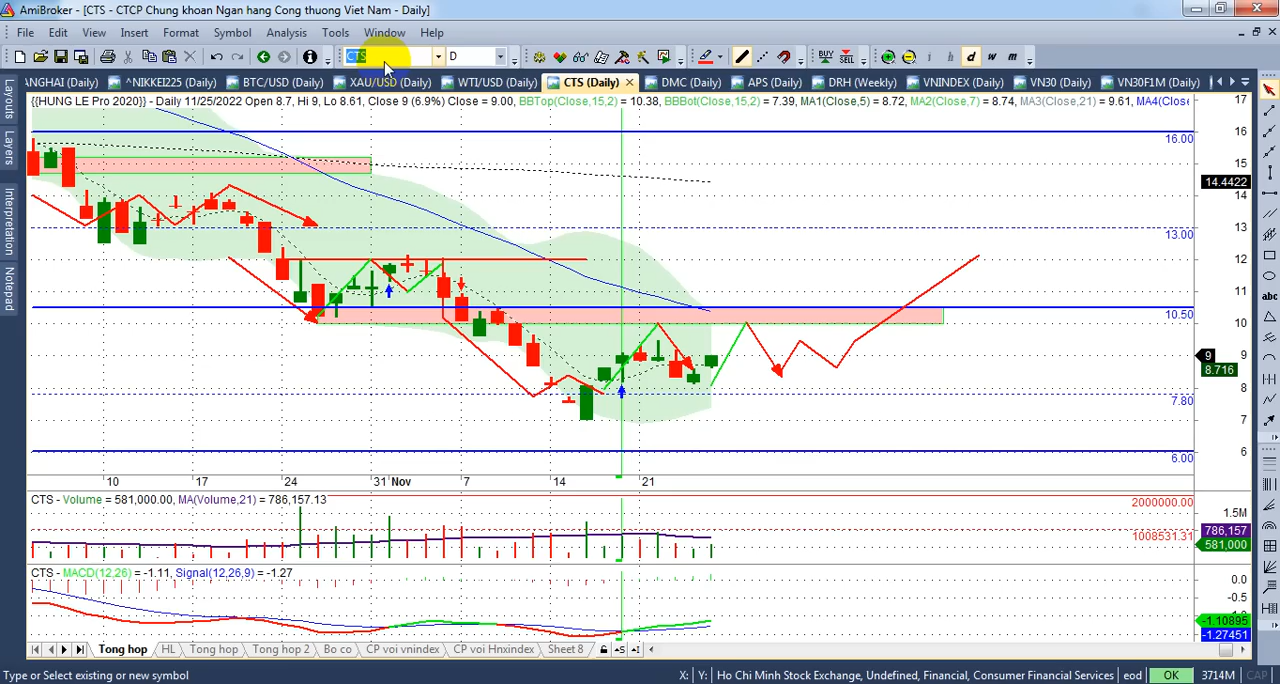 AmiBroker - [CTS - CTCP Chung khoan Ngan hang Cong thuong Viet Nam - Daily]
File Edit View Insert Format Symbol Analysis Tools Window Help
CTS D i h d w m BUY SELL i h d w m
ANGHAI (Daily) ^NIKKEI225 (Daily) BTC/USD (Daily) XAU/USD (Daily) WTI/USD (Daily) CTS (Daily) DMC (Daily) APS (Daily) DRH (Weekly) VNINDEX (Daily) VN30 (Daily) VN30F1M (Daily)
Layouts
Layers
Interpretation
Notepad
{{HUNG LE Pro 2020}} - Daily 11/25/2022 Open 8.7, Hi 9, Lo 8.61, Close 9 (6.9%) Close = 9.00, BBTop(Close,15,2) = 10.38, BBBot(Close,15,2) = 7.39, MA1(Close,5) = 8.72, MA2(Close,7) = 8.74, MA3(Close,21) = 9.61, MA4(Close
17
16
16.00
15
14.4422
14
13
13.00
12
11
10.50
10
9
9
8.716
8
7.80
7
6
6.00
10 17 24 31 Nov 7 14 21
CTS - Volume = 581,000.00, MA(Volume,21) = 786,157.13
2000000.00
1.5M
786,157
1008531.31
581,000
CTS - MACD(12,26) = -1.11, Signal(12,26,9) = -1.27
0.0
-0.5
-1.10895
-1.27451
Tong hop HL Tong hop Tong hop 2 Bo co CP voi vnindex CP voi Hnxindex Sheet 8
abc
Type or Select existing or new symbol X: Y: Ho Chi Minh Stock Exchange, Undefined, Financial, Consumer Financial Services eod OK 3714M CAP